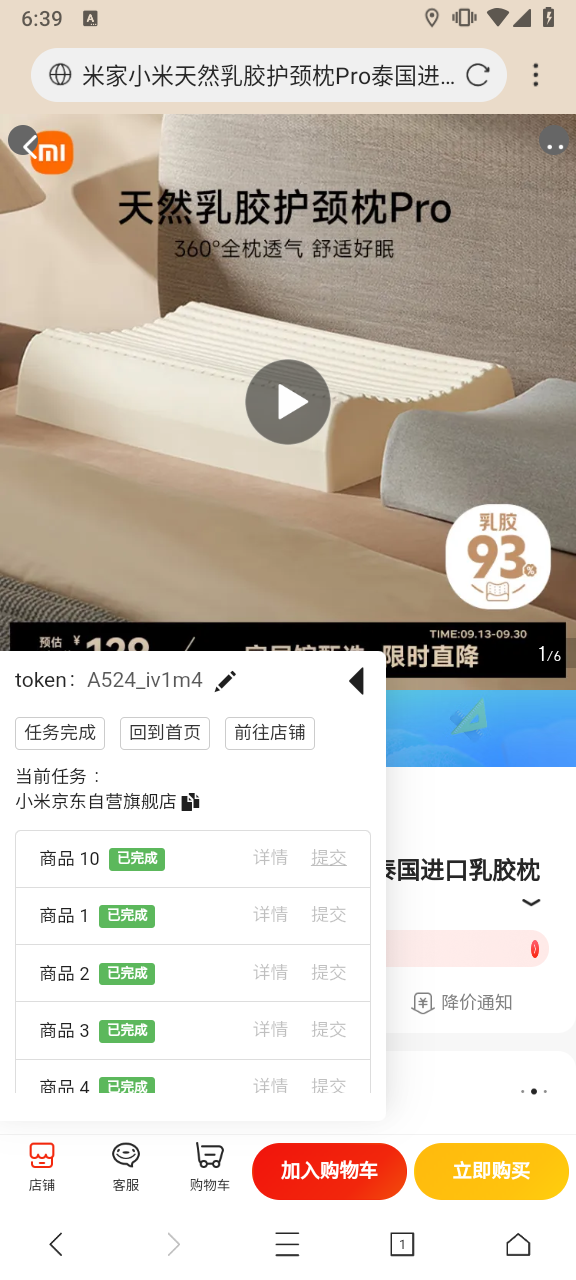 6:39
A
米家小米天然乳胶护颈枕Pro泰国进...
mi
天然乳胶护颈枕Pro
360°全枕透气 舒适好眠
乳胶
93%
TIME:09.13-09.30
预估 ¥129
限时直降
1/6
token: A524_iv1m4
任务完成 回到首页 前往店铺
当前任务：
小米京东自营旗舰店
商品 10 已完成 详情 提交
商品 1 已完成 详情 提交
商品 2 已完成 详情 提交
商品 3 已完成 详情 提交
商品 4 已完成 详情 提交
泰国进口乳胶枕
降价通知
店铺 客服 购物车 加入购物车 立即购买
1